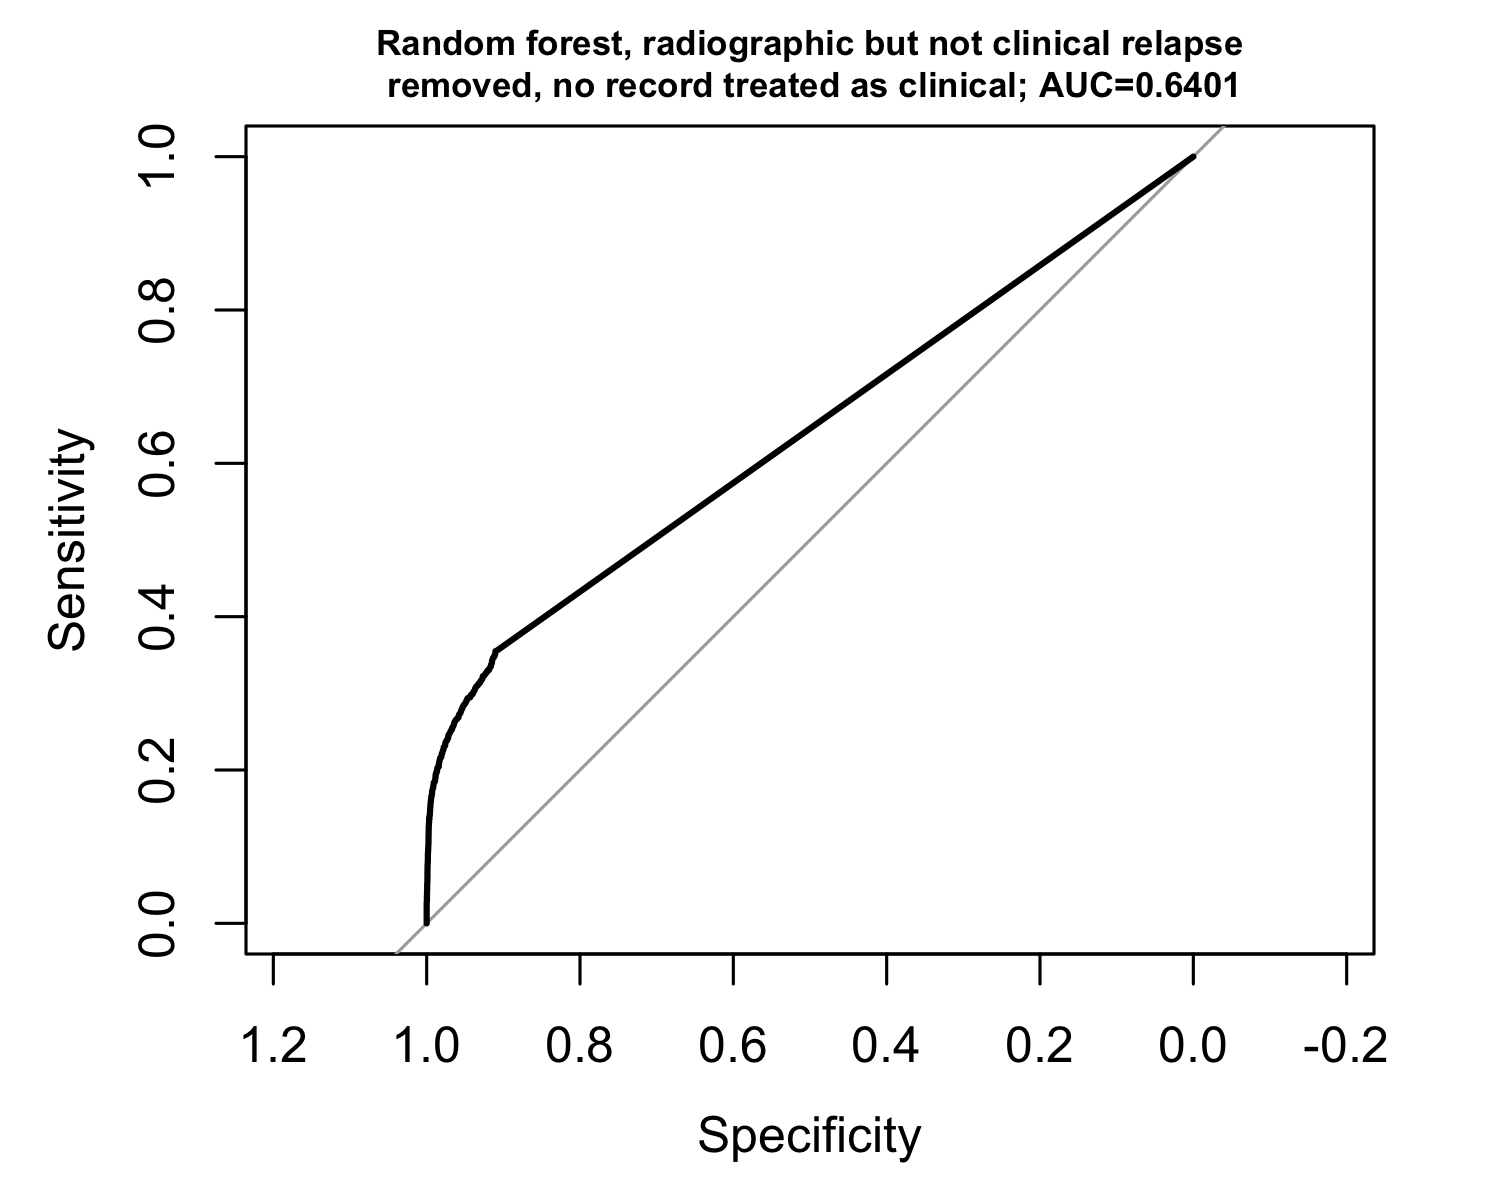 Random forest, radiographic but not clinical relapse
removed, no record treated as clinical; AUC=0.6401
Sensitivity
1.0
0.8
0.6
0.4
0.2
0.0
1.2 1.0 0.8 0.6 0.4 0.2 0.0 -0.2
Specificity